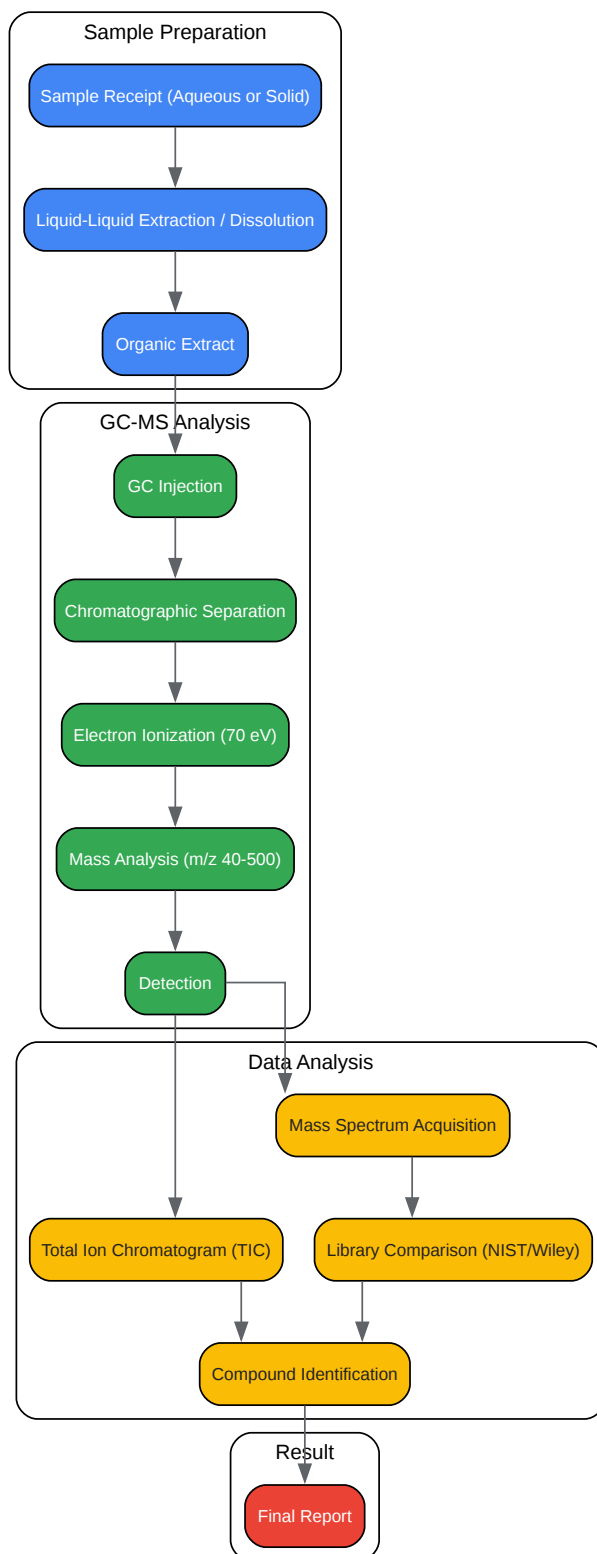 Sample Preparation
Sample Receipt (Aqueous or Solid)
Liquid-Liquid Extraction / Dissolution
Organic Extract
GC-MS Analysis
GC Injection
Chromatographic Separation
Electron Ionization (70 eV)
Mass Analysis (m/z 40-500)
Detection
Data Analysis
Mass Spectrum Acquisition
Total Ion Chromatogram (TIC)
Library Comparison (NIST/Wiley)
Compound Identification
Result
Final Report